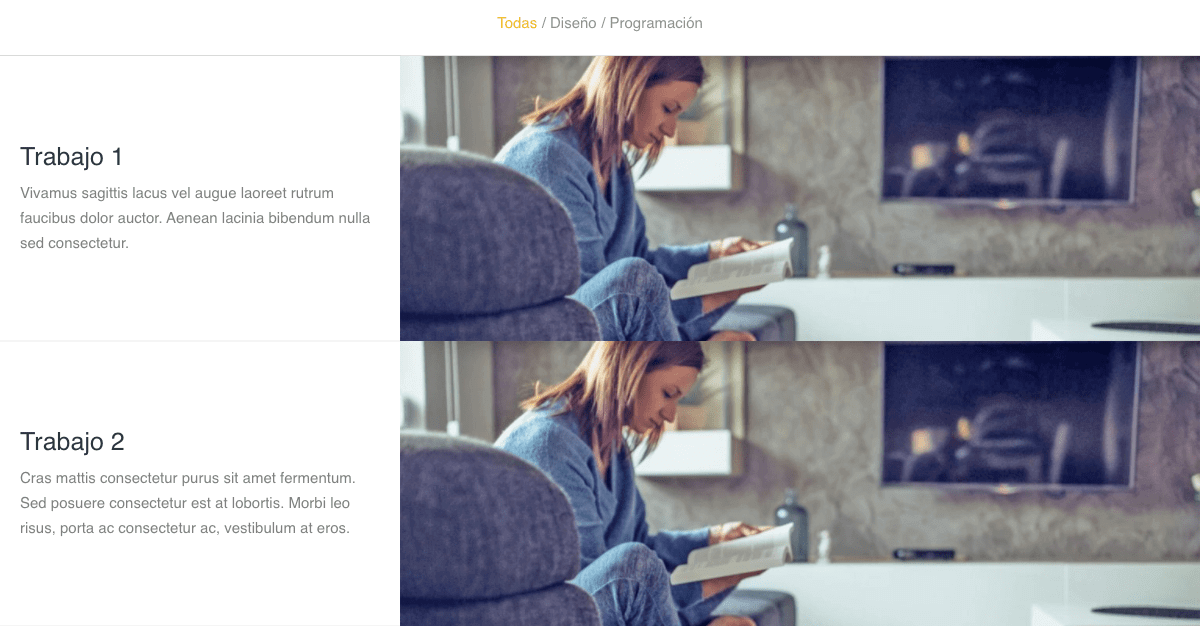 Todas / Diseño / Programación
Trabajo 1
Vivamus sagittis lacus vel augue laoreet rutrum
faucibus dolor auctor. Aenean lacinia bibendum nulla
sed consectetur.
Trabajo 2
Cras mattis consectetur purus sit amet fermentum.
Sed posuere consectetur est at lobortis. Morbi leo
risus, porta ac consectetur ac, vestibulum at eros.